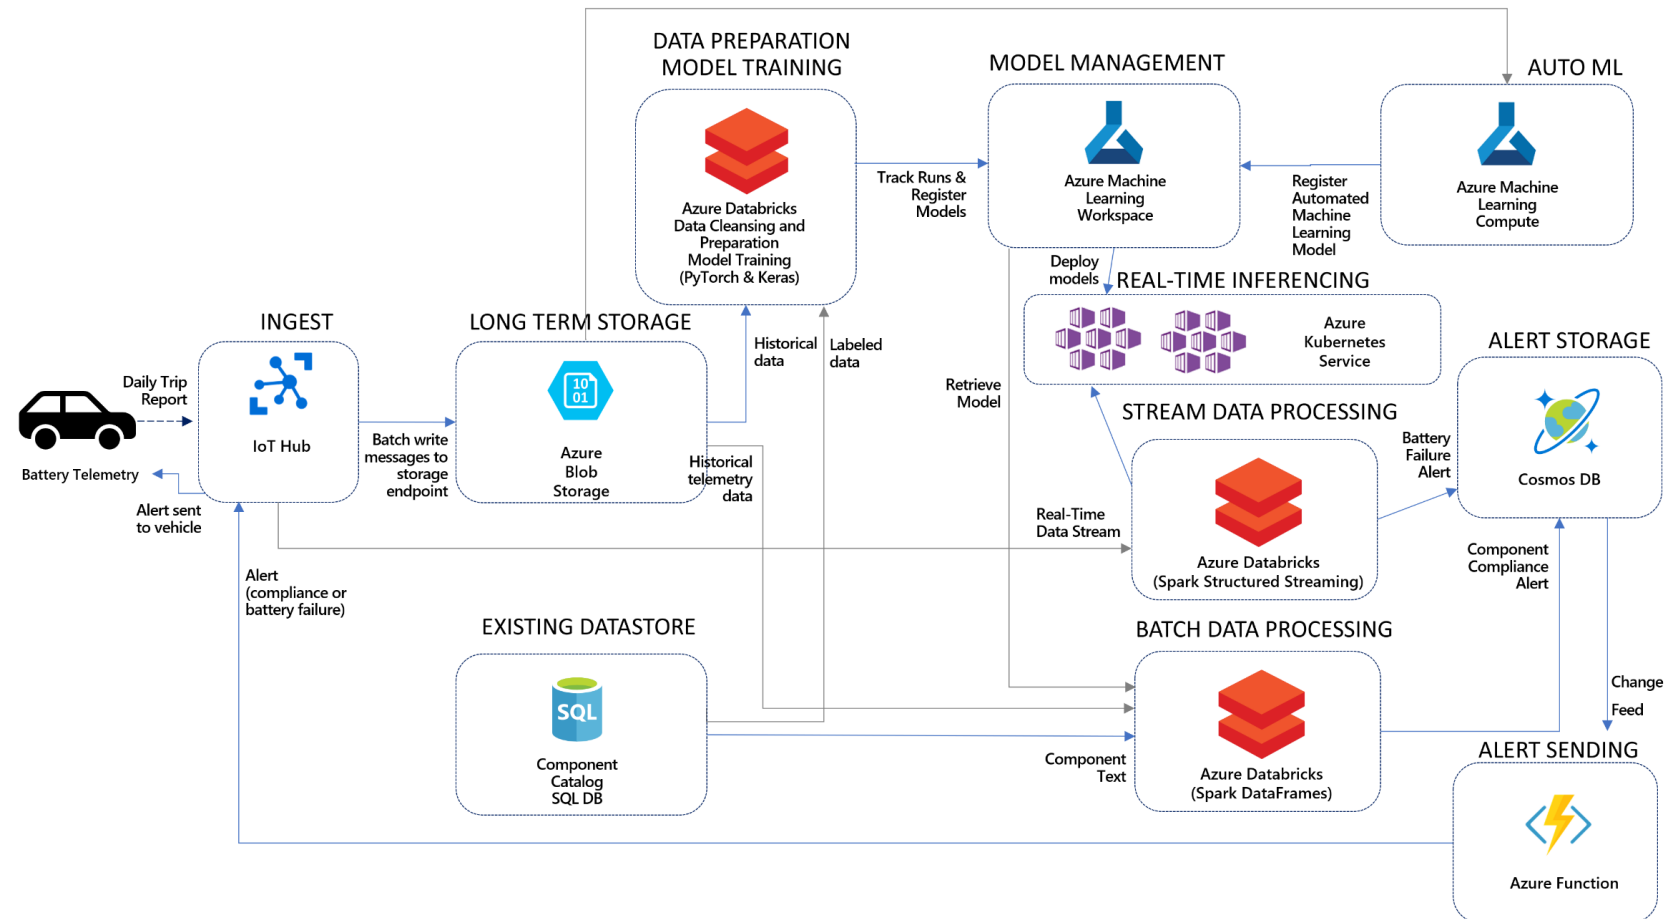 DATA PREPARATION
MODEL TRAINING
Azure Databricks
Data Cleansing and
Preparation
Model Training
(PyTorch & Keras)
Track Runs &
Register
Models
MODEL MANAGEMENT
Azure Machine
Learning
Workspace
Register
Automated
Machine
Learning
Model
AUTO ML
Azure Machine
Learning
Compute
Deploy
models
REAL-TIME INFERENCING
Azure
Kubernetes
Service
INGEST
IoT Hub
Daily Trip
Report
Battery Telemetry
Alert sent
to vehicle
Batch write
messages to
storage
endpoint
LONG TERM STORAGE
10
01
Azure
Blob
Storage
Historical
data
Labeled
data
Historical
telemetry
data
Retrieve
Model
STREAM DATA PROCESSING
Azure Databricks
(Spark Structured Streaming)
Real-Time
Data Stream
Battery
Failure
Alert
ALERT STORAGE
Cosmos DB
Component
Compliance
Alert
Alert
(compliance or
battery failure)
EXISTING DATASTORE
SQL
Component
Catalog
SQL DB
Component
Text
BATCH DATA PROCESSING
Azure Databricks
(Spark DataFrames)
Change
Feed
ALERT SENDING
Azure Function